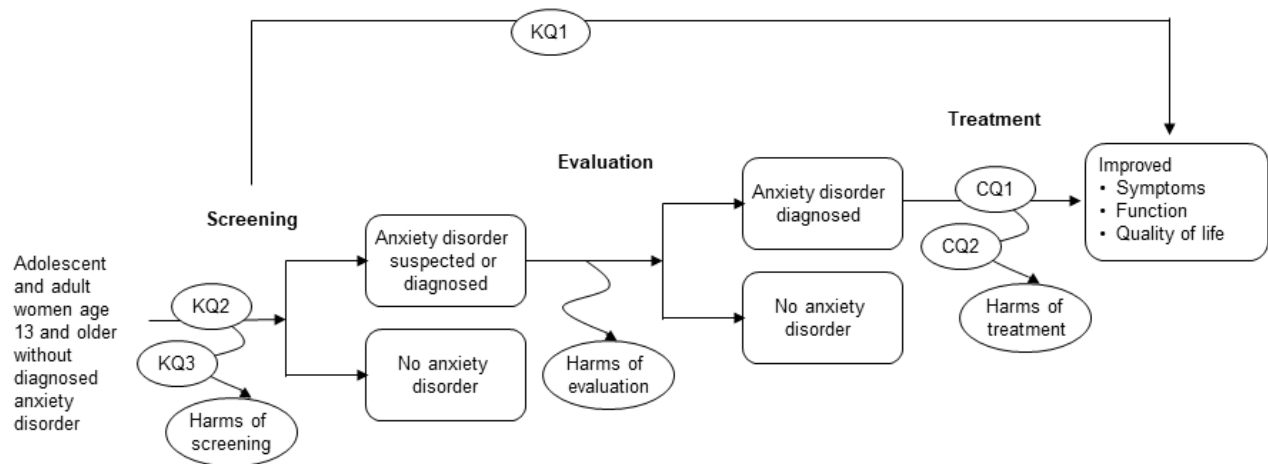 KQ1
Treatment
Evaluation
Screening
Adolescent
and adult
women age
13 and older
without
diagnosed
anxiety
disorder
KQ2
KQ3
Harms of
screening
Anxiety disorder
suspected or
diagnosed
No anxiety
disorder
Harms of
evaluation
Anxiety disorder
diagnosed
No anxiety
disorder
CQ1
CQ2
Harms of
treatment
Improved
• Symptoms
• Function
• Quality of life